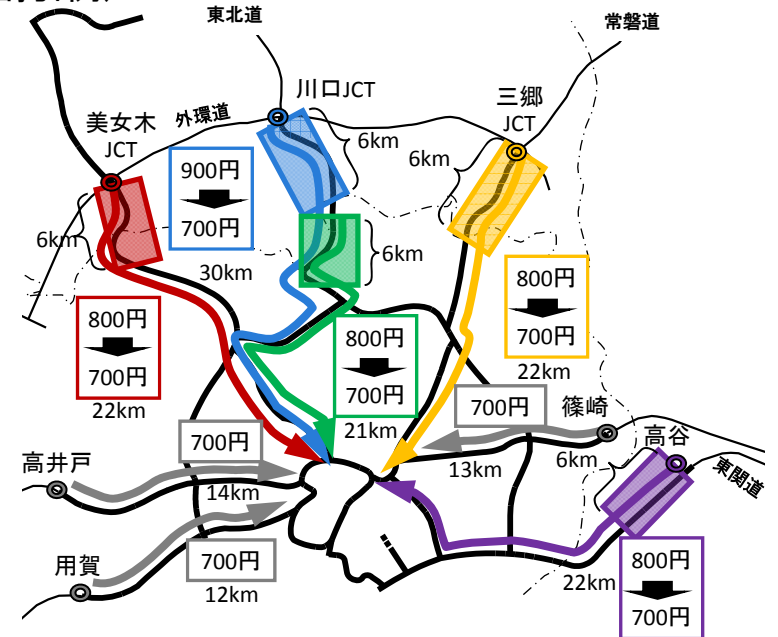 東北道
常磐道
川口JCT
三郷
JCT
外環道
美女木
JCT
6km
6km
900円
700円
6km
6km
30km
800円
700円
22km
800円
700円
22km
800円
700円
21km
700円
篠崎
700円
高谷
高井戸
14km
13km
6km
東関道
用賀
700円
12km
22km
800円
700円